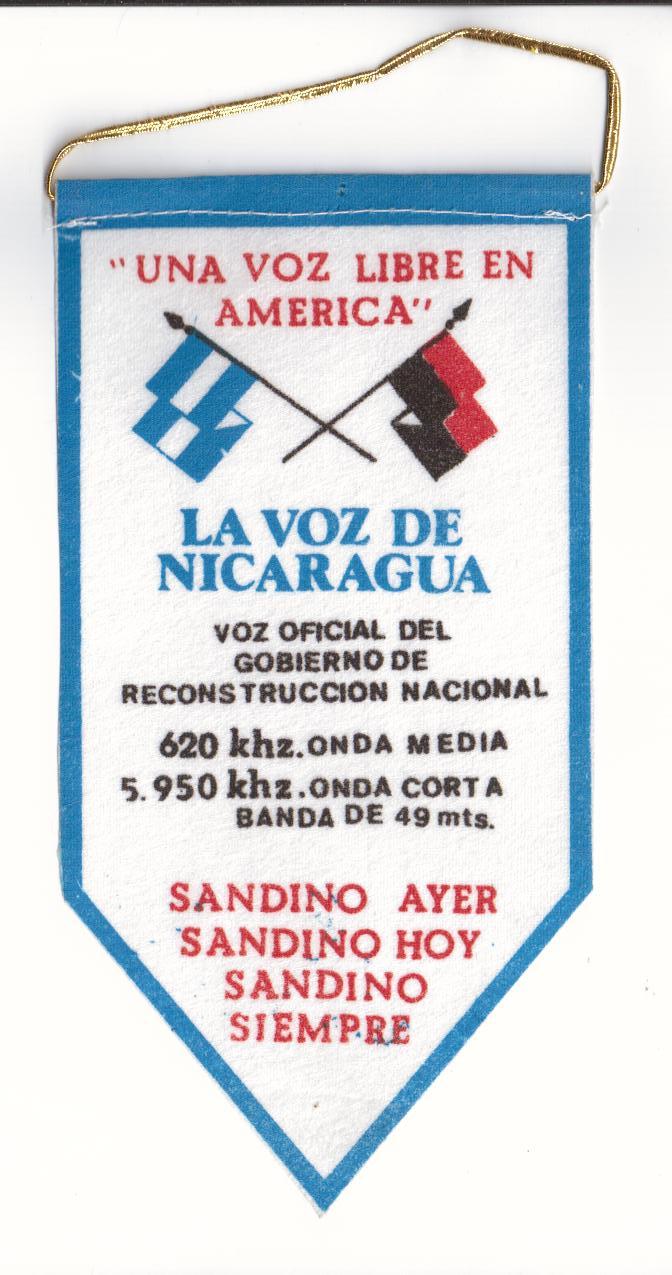 "UNA VOZ LIBRE EN
AMERICA"
LA VOZ DE
NICARAGUA
VOZ OFICIAL DEL
GOBIERNO DE
RECONSTRUCCION NACIONAL
620 khz.ONDA MEDIA
5.950 khz.ONDA CORTA
BANDA DE 49 mts.
SANDINO AYER
SANDINO HOY
SANDINO
SIEMPRE